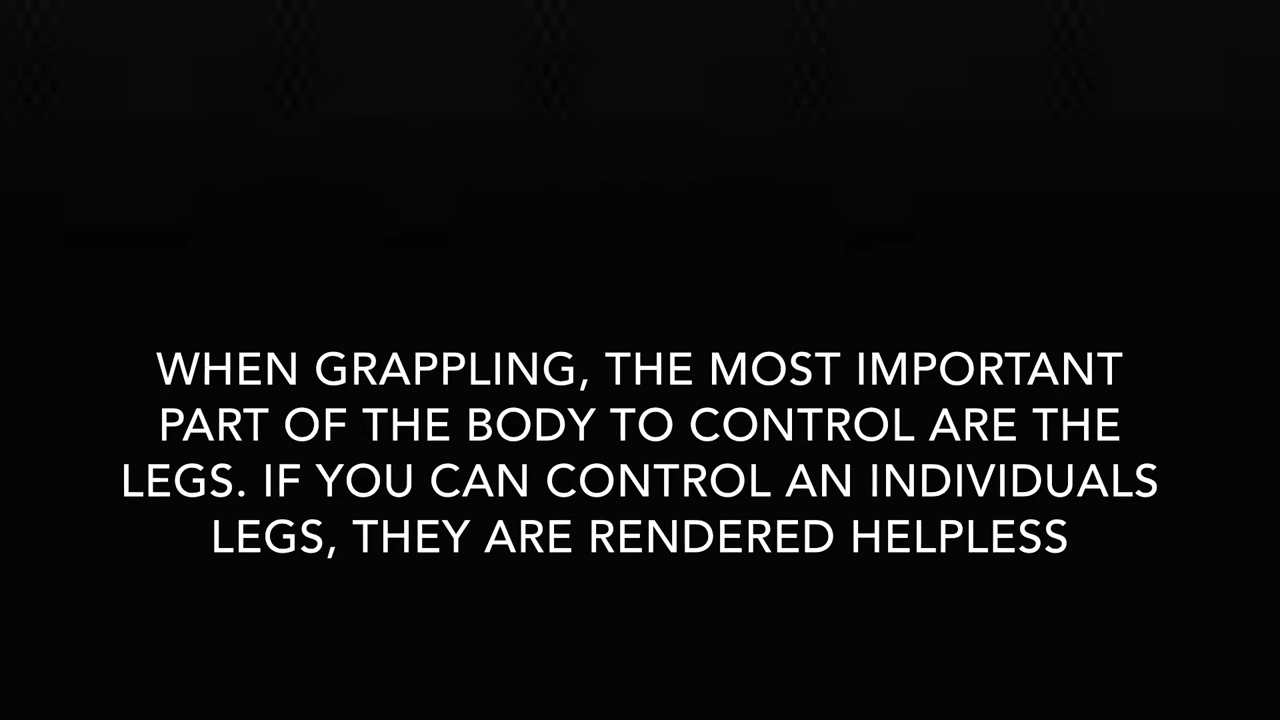 WHEN GRAPPLING, THE MOST IMPORTANT
PART OF THE BODY TO CONTROL ARE THE
LEGS. IF YOU CAN CONTROL AN INDIVIDUALS
LEGS, THEY ARE RENDERED HELPLESS